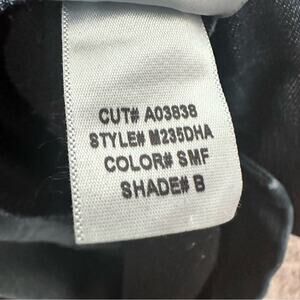 CUT# A03838
STYLE# M235DHA
COLOR# SMF
SHADE# B